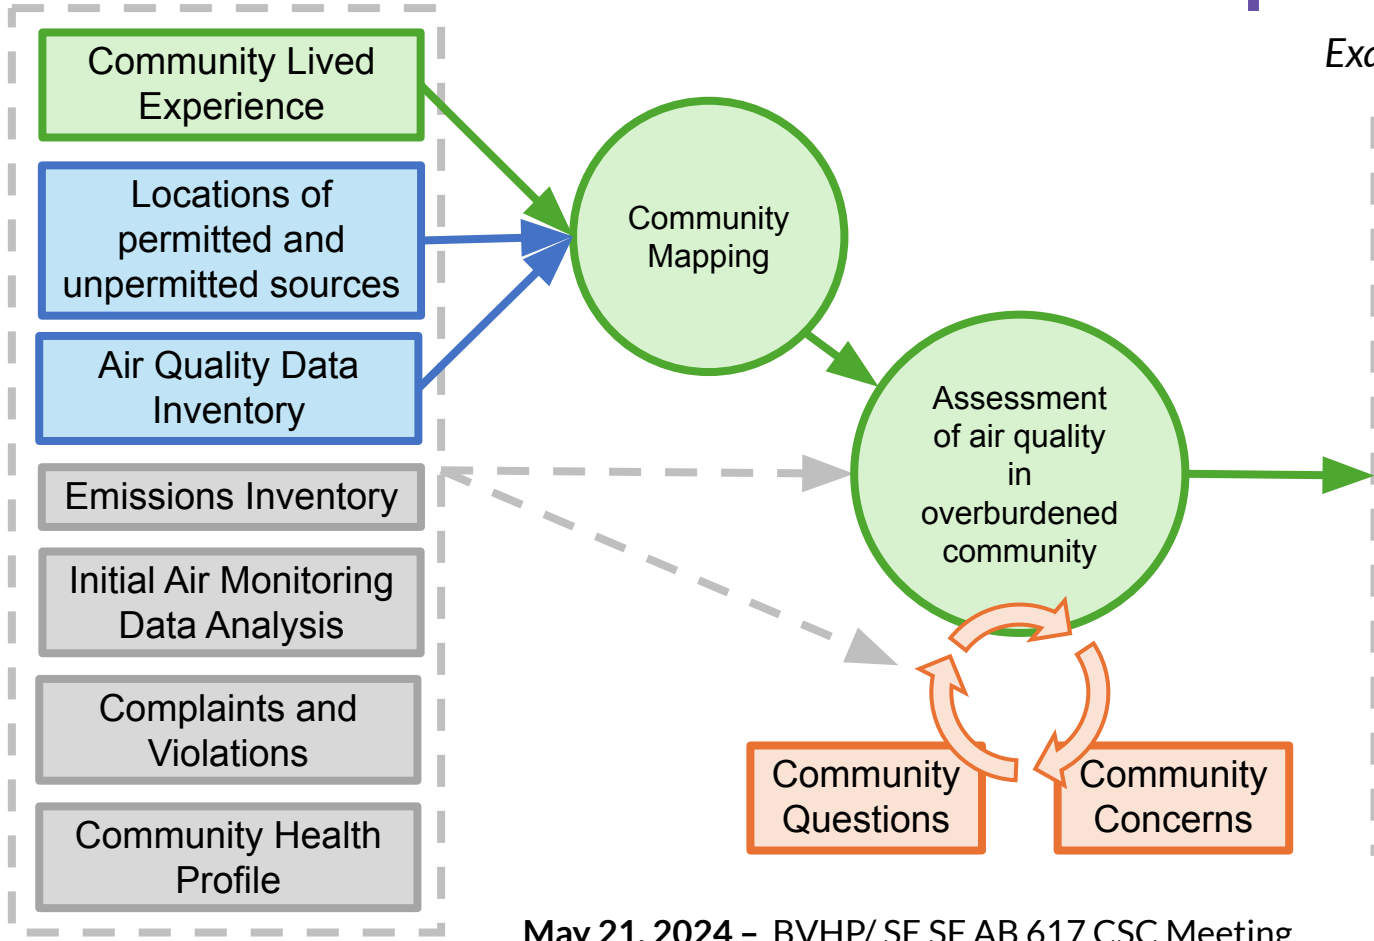 Community Lived
Experience
Locations of
permitted and
unpermitted sources
Air Quality Data
Inventory
Emissions Inventory
Initial Air Monitoring
Data Analysis
Complaints and
Violations
Community Health
Profile
Community
Mapping
Assessment
of air quality
in
overburdened
community
Community
Questions
Community
Concerns
May 21, 2024 – BVHP/ SE SF AB 617 CSC Meeting